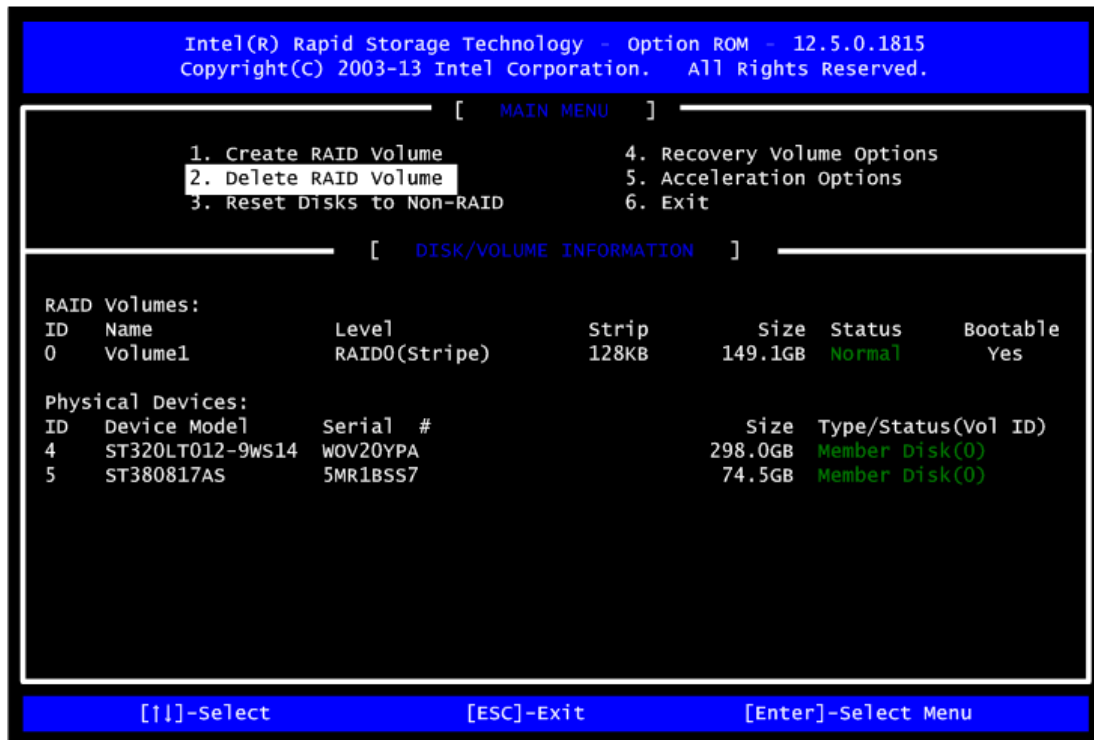 Intel(R) Rapid Storage Technology - Option ROM - 12.5.0.1815
Copyright(C) 2003-13 Intel Corporation. All Rights Reserved.
[ MAIN MENU ]
1. Create RAID Volume 4. Recovery Volume Options
2. Delete RAID Volume 5. Acceleration Options
3. Reset Disks to Non-RAID 6. Exit
[ DISK/VOLUME INFORMATION ]
RAID Volumes:
ID Name Level Strip Size Status Bootable
0 Volume1 RAID0(Stripe) 128KB 149.1GB Normal Yes
Physical Devices:
ID Device Model Serial # Size Type/Status(Vol ID)
4 ST320LT012-9WS14 WOV20YPA 298.0GB Member Disk(0)
5 ST380817AS 5MR1BSS7 74.5GB Member Disk(0)
[↑↓]-Select [ESC]-Exit [Enter]-Select Menu